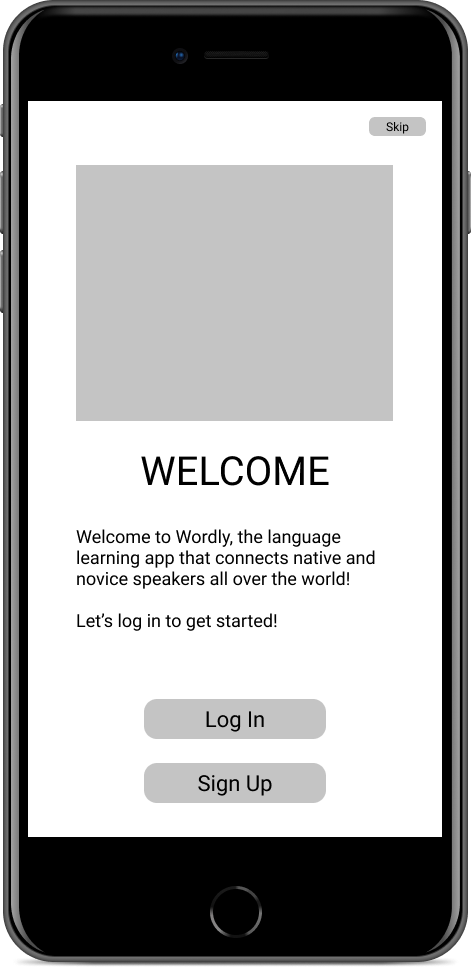 Skip
WELCOME
Welcome to Wordly, the language
learning app that connects native and
novice speakers all over the world!
Let’s log in to get started!
Log In
Sign Up